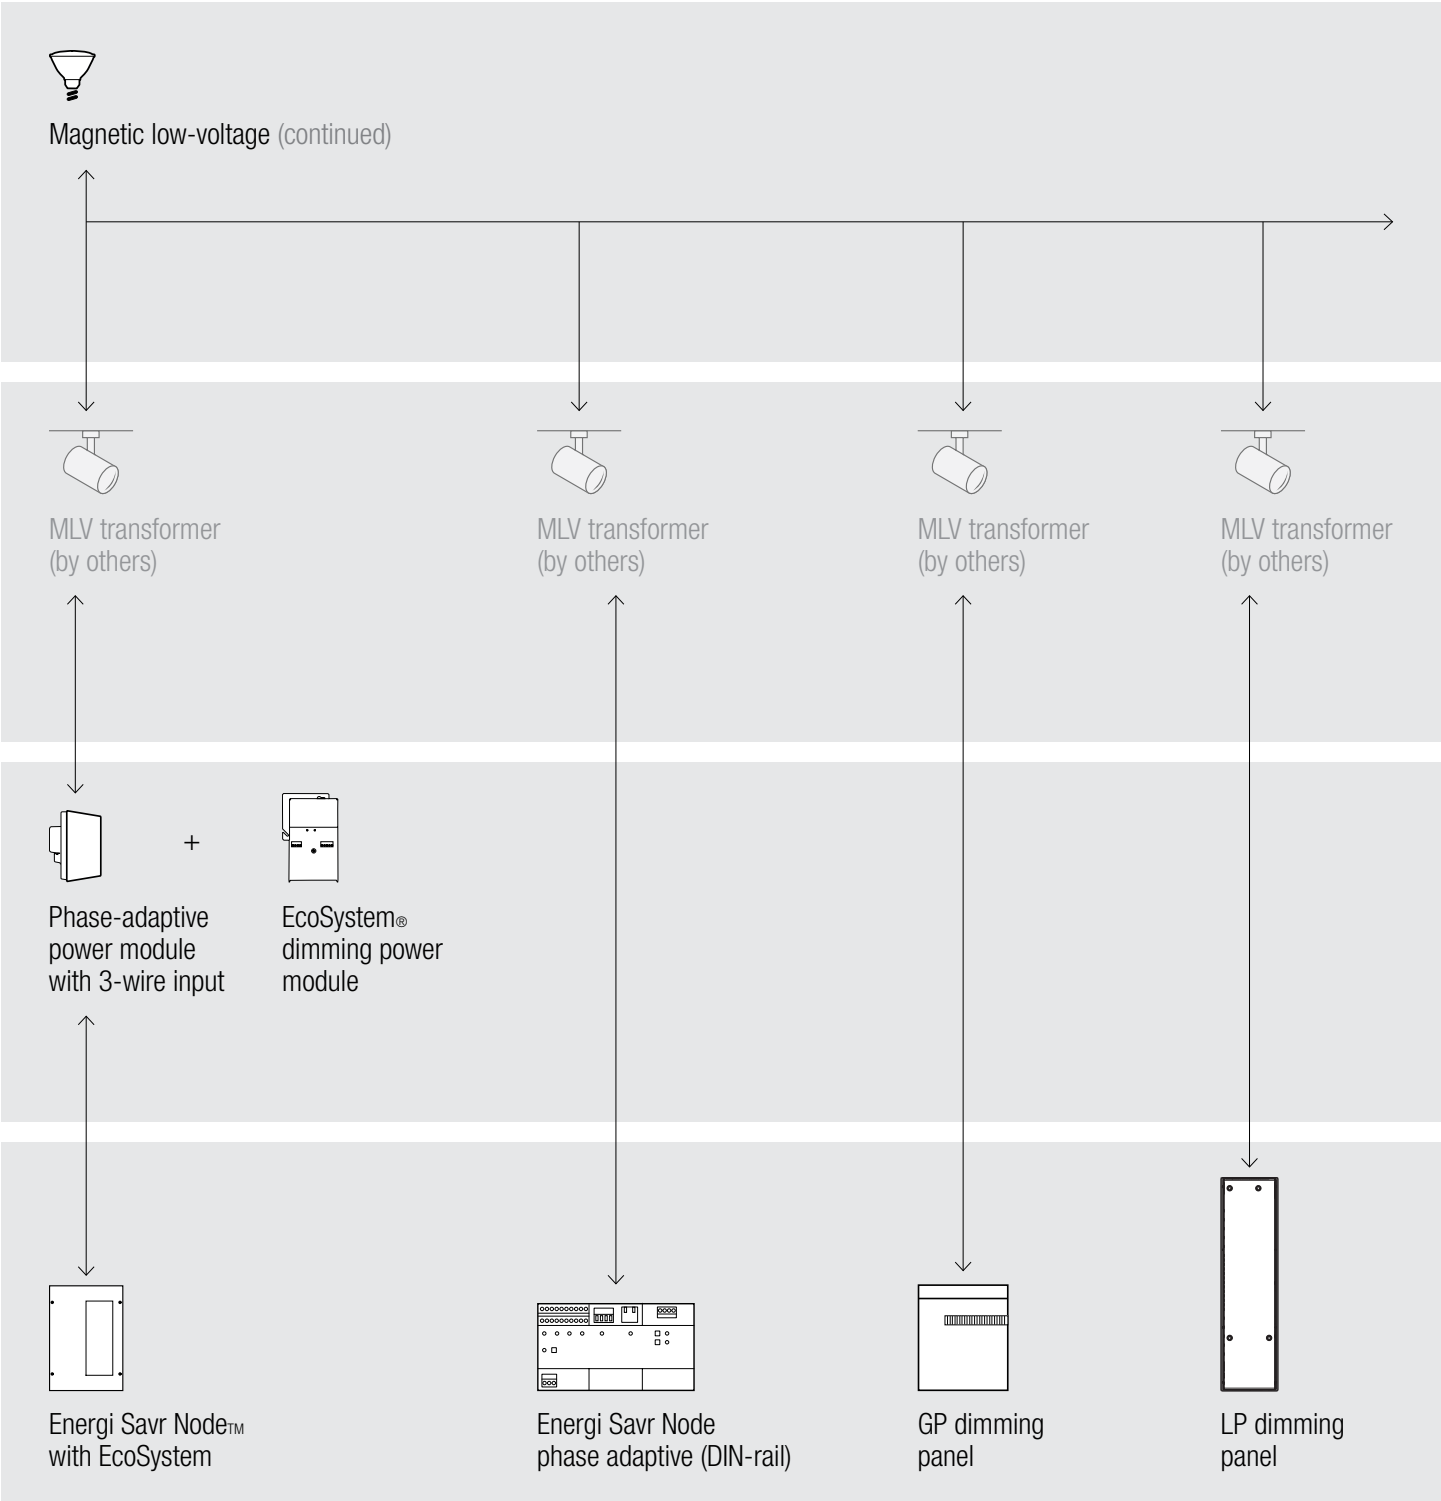 Magnetic low-voltage (continued)
MLV transformer
(by others)
MLV transformer
(by others)
MLV transformer
(by others)
MLV transformer
(by others)
+
Phase-adaptive
power module
with 3-wire input
EcoSystem®
dimming power
module
Energi Savr Node™
with EcoSystem
Energi Savr Node
phase adaptive (DIN-rail)
GP dimming
panel
LP dimming
panel